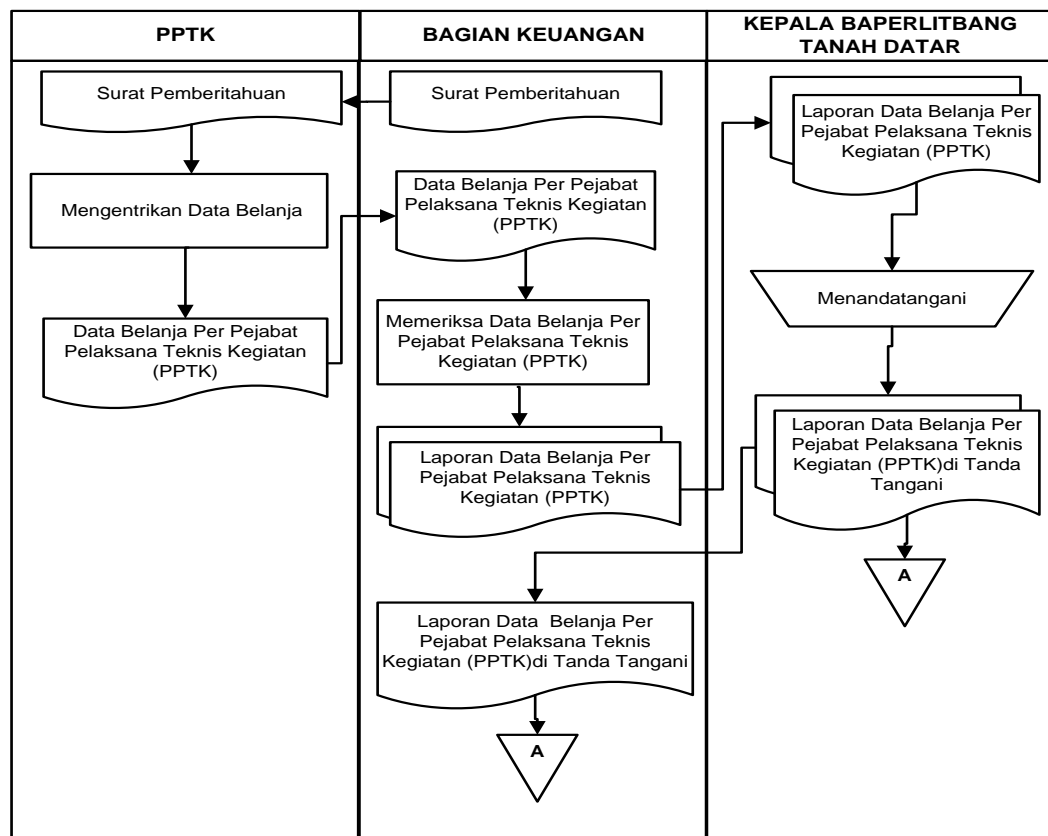 PPTK
BAGIAN KEUANGAN
KEPALA BAPERLITBANG
TANAH DATAR
Surat Pemberitahuan
Mengentrikan Data Belanja
Data Belanja Per Pejabat
Pelaksana Teknis Kegiatan
(PPTK)
Surat Pemberitahuan
Data Belanja Per Pejabat
Pelaksana Teknis Kegiatan
(PPTK)
Memeriksa Data Belanja Per
Pejabat Pelaksana Teknis
Kegiatan (PPTK)
Laporan Data Belanja Per
Pejabat Pelaksana Teknis
Kegiatan (PPTK)
Laporan Data  Belanja Per
Pejabat Pelaksana Teknis
Kegiatan (PPTK)di Tanda Tangani
A
Laporan Data Belanja Per
Pejabat Pelaksana Teknis
Kegiatan (PPTK)
Menandatangani
Laporan Data Belanja Per
Pejabat Pelaksana Teknis
Kegiatan (PPTK)di Tanda
Tangani
A